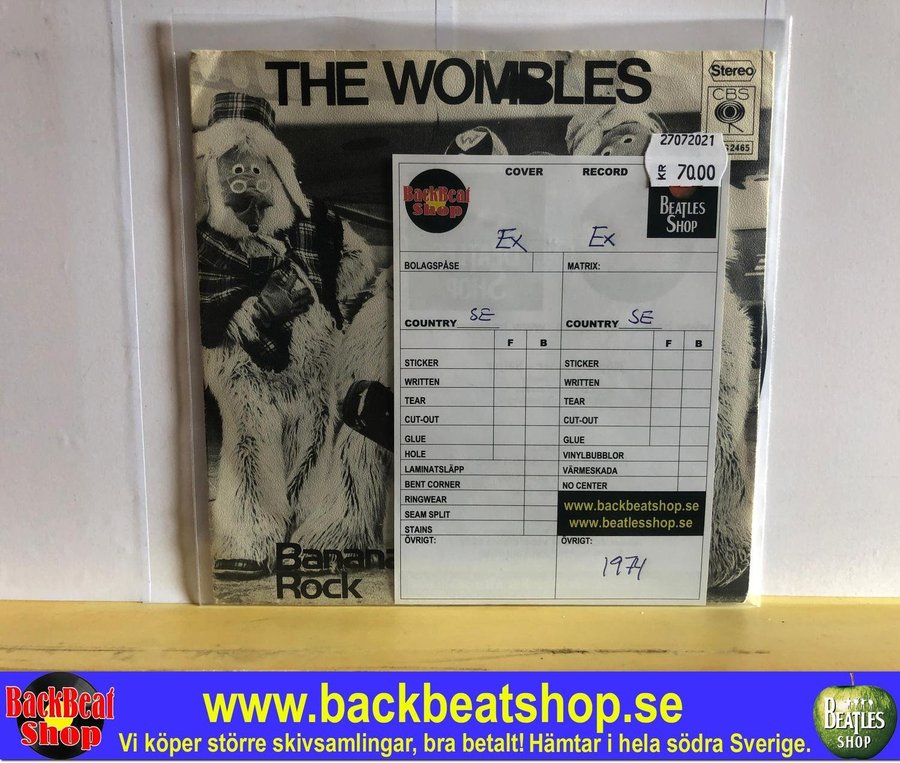 THE WOMBLES
Stereo
CBS
S2465
27072021
KR 70.00
COVER RECORD
BackBeat
Shop
BEATLES
SHOP
Ex Ex
BOLAGSPÅSE MATRIX:
COUNTRY SE COUNTRY SE
F B F B
STICKER STICKER
WRITTEN WRITTEN
TEAR TEAR
CUT-OUT CUT-OUT
GLUE GLUE
HOLE VINYLBUBBLOR
LAMINATSLÄPP VÄRMESKADA
BENT CORNER NO CENTER
RINGWEAR
SEAM SPLIT
STAINS
www.backbeatshop.se
www.beatlesshop.se
ÖVRIGT: ÖVRIGT:
1974
Banana
Rock
BackBeat
Shop
www.backbeatshop.se
Vi köper större skivsamlingar, bra betalt! Hämtar i hela södra Sverige.
BEATLES
SHOP